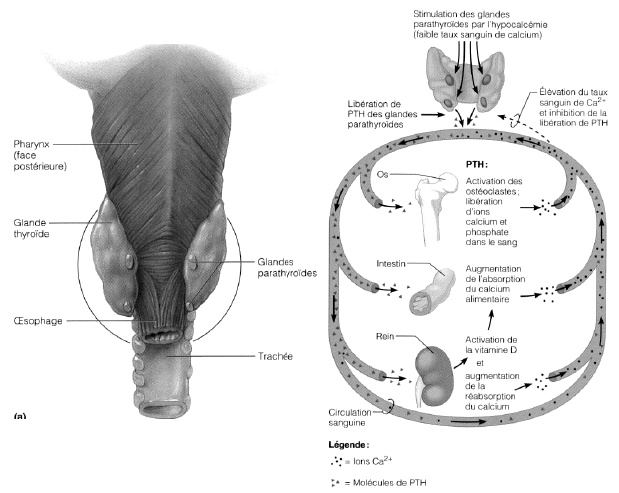 Pharynx
(face
postérieure)
Glande
thyroïde
Œsophage
Glandes
parathyroïdes
Trachée
(a)
Stimulation des glandes
parathyroïdes par l'hypocalcémie
(faible taux sanguin de calcium)
Libération de
PTH des glandes
parathyroïdes
Élévation du taux
sanguin de Ca2+
et inhibition de la
libération de PTH
PTH:
Os
Activation des
ostéoclastes;
libération
d'ions
calcium et
phosphate
dans le sang
Intestin
Augmentation
de l'absorption
du calcium
alimentaire
Rein
Activation de
la vitamine D
et
augmentation
de la
réabsorption
du calcium
Circulation
sanguine
Légende:
= Ions Ca2+
= Molécules de PTH